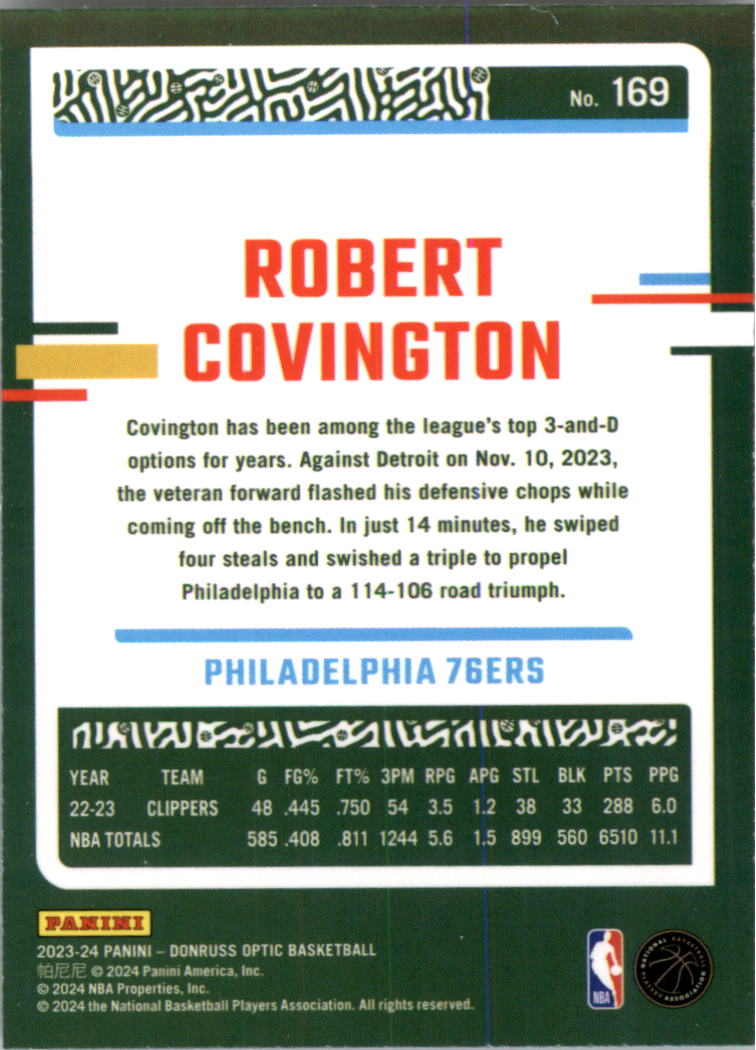 No. 169
ROBERT
COVINGTON
Covington has been among the league's top 3-and-D
options for years. Against Detroit on Nov. 10, 2023,
the veteran forward flashed his defensive chops while
coming off the bench. In just 14 minutes, he swiped
four steals and swished a triple to propel
Philadelphia to a 114-106 road triumph.
PHILADELPHIA 76ERS
YEAR TEAM G FG% FT% 3PM RPG APG STL BLK PTS PPG
22-23 CLIPPERS 48 .445 .750 54 3.5 1.2 38 33 288 6.0
NBA TOTALS 585 .408 .811 1244 5.6 1.5 899 560 6510 11.1
PANINI
2023-24 PANINI – DONRUSS OPTIC BASKETBALL
帕尼尼 © 2024 Panini America, Inc.
© 2024 NBA Properties, Inc.
© 2024 the National Basketball Players Association. All rights reserved.
NBA
NATIONAL BASKETBALL
PLAYERS ASSOCIATION